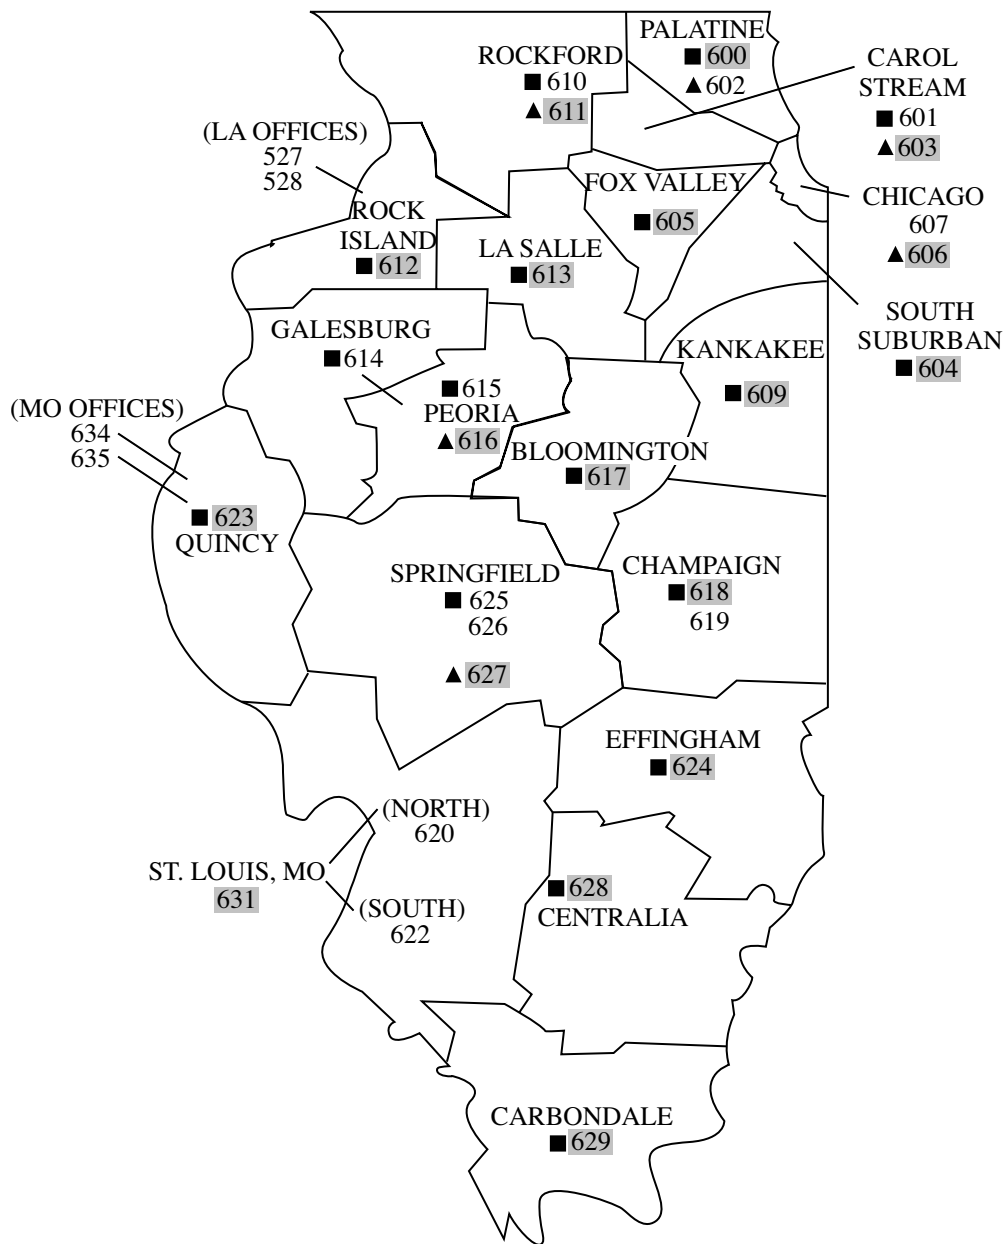 PALATINE
■ 600
▲ 602
ROCKFORD
■ 610
▲ 611
CAROL
STREAM
■ 601
▲ 603
(LA OFFICES)
527
528
FOX VALLEY
■ 605
CHICAGO
607
▲ 606
ROCK
ISLAND
■ 612
LA SALLE
■ 613
SOUTH
SUBURBAN
■ 604
GALESBURG
■ 614
KANKAKEE
■ 609
■ 615
PEORIA
▲ 616
(MO OFFICES)
634
635
BLOOMINGTON
■ 617
■ 623
QUINCY
SPRINGFIELD
■ 625
626
▲ 627
CHAMPAIGN
■ 618
619
EFFINGHAM
■ 624
(NORTH)
620
ST. LOUIS, MO
631
(SOUTH)
622
■ 628
CENTRALIA
CARBONDALE
■ 629